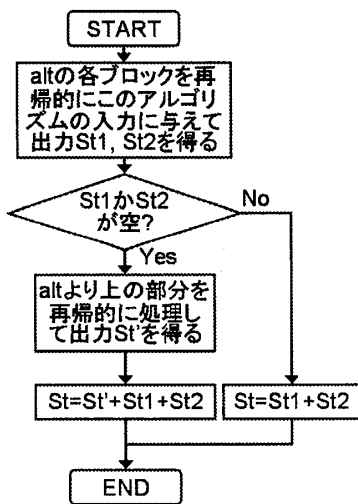 START
altの各ブロックを再
帰的にこのアルゴリ
ズムの入力に与えて
出力St1, St2を得る
St1かSt2
が空?
No
Yes
altより上の部分を
再帰的に処理し
て出力St'を得る
St=St'+St1+St2
St=St1+St2
END